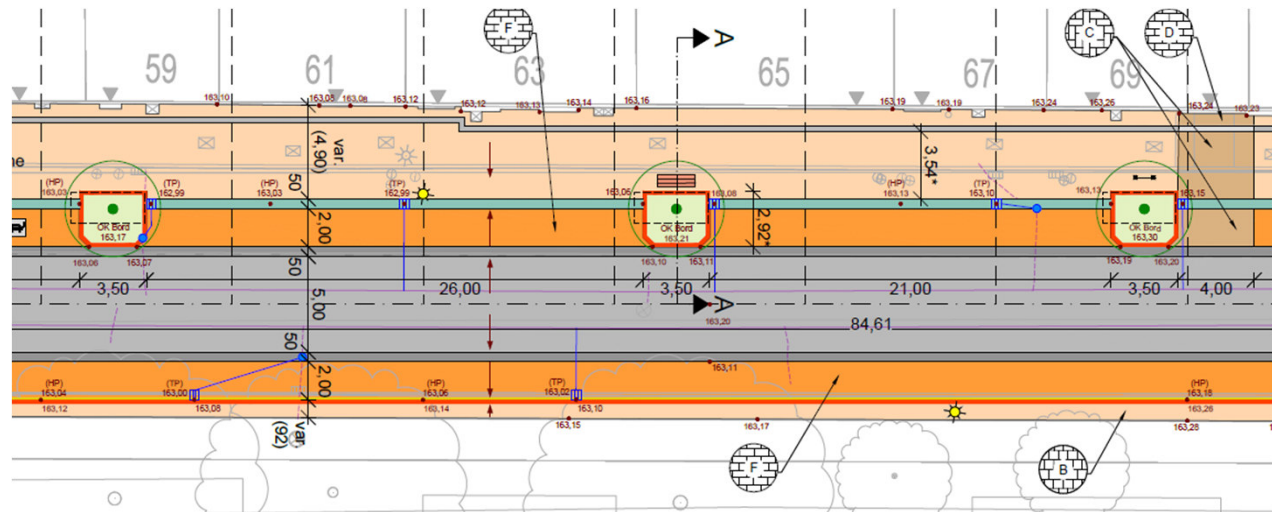 F
C
D
A
59
61
63
65
67
69
163,10
163,05
163,08
163,12
163,12
163,13
163,14
163,16
163,19
163,19
163,24
163,26
163,24
163,23
ne
var.
(4,90)
3,54*
(HP)
163,03
(TP)
162,99
(HP)
163,03
(TP)
162,99
163,06
163,08
(HP)
163,13
(TP)
163,10
163,13
163,15
50
2,00
2,92*
OK Bord
163,17
OK Bord
163,21
OK Bord
163,30
163,06
163,07
163,10
163,11
163,19
163,20
50
3,50
26,00
3,50
21,00
3,50
4,00
5,00
A
163,20
84,61
50
163,11
2,00
(HP)
163,04
163,12
(TP)
163,00
163,08
(HP)
163,06
163,14
(TP)
163,02
163,10
(HP)
163,18
163,26
163,15
163,17
163,28
var.
(92)
F
B